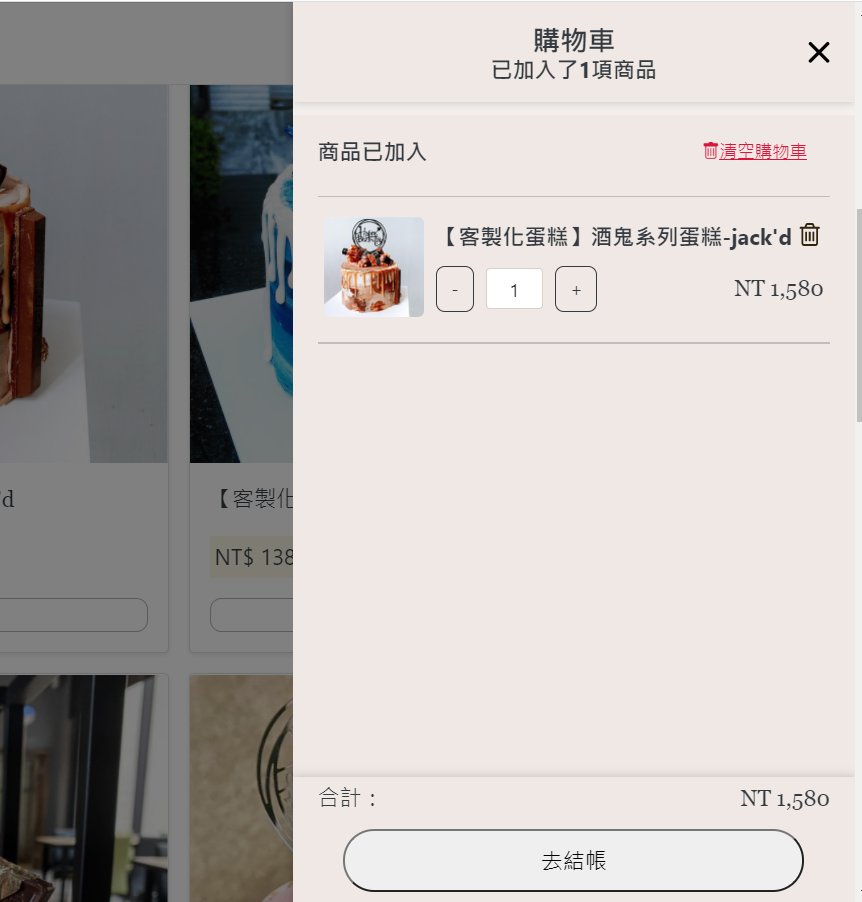 購物車
已加入了1項商品
商品已加入
清空購物車
【客製化蛋糕】酒鬼系列蛋糕-jack'd
- 1 +
NT 1,580
合計：
NT 1,580
去結帳
'd
【客製化
NT$ 138